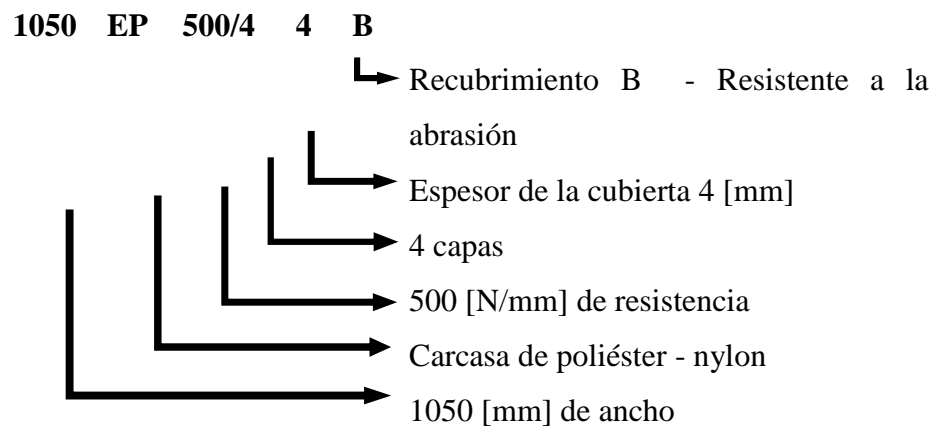 1050 EP 500/4 4 B
Recubrimiento B - Resistente a la
abrasión
Espesor de la cubierta 4 [mm]
4 capas
500 [N/mm] de resistencia
Carcasa de poliéster - nylon
1050 [mm] de ancho